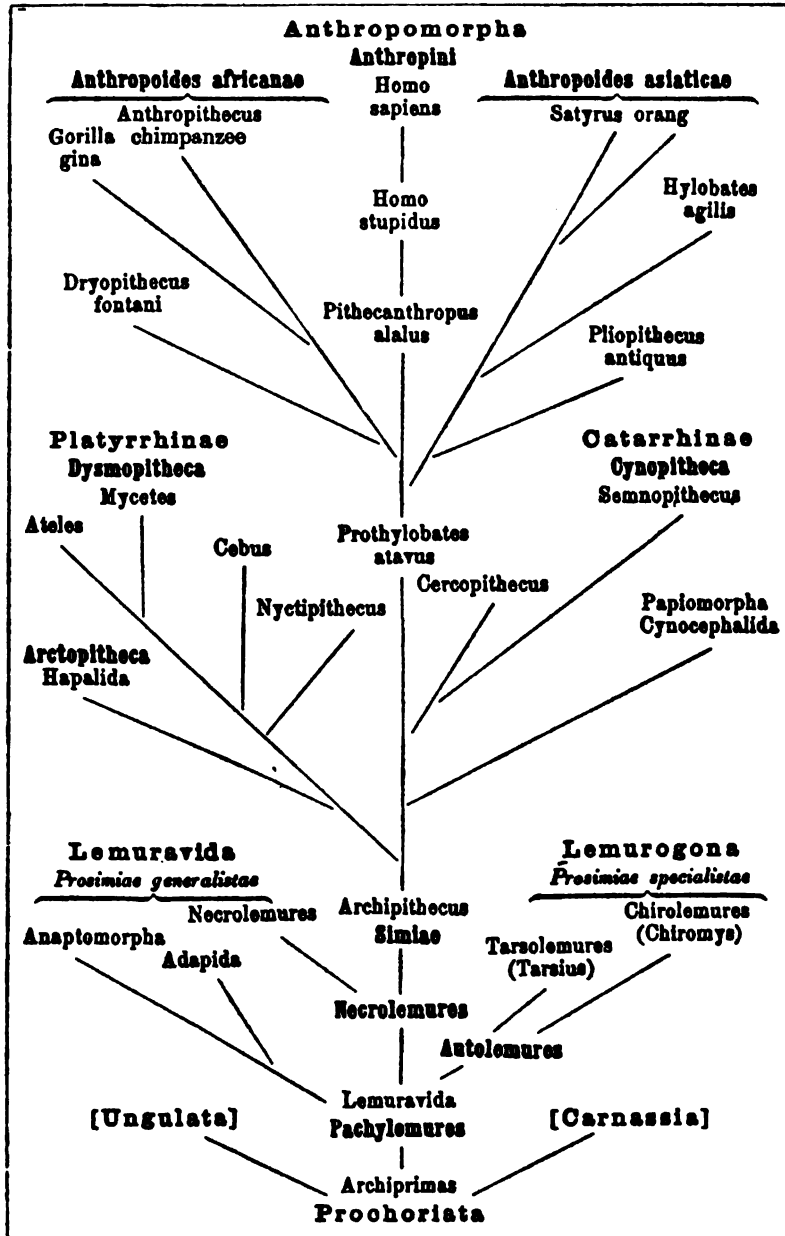 Anthropomorpha
Anthropini
Anthropoides africanae
Homo
sapiens
Anthropoides asiaticae
Anthropithecus
Gorilla chimpanzee
gina
Satyrus orang
Hylobates
agilis
Homo
stupidus
Dryopithecus
fontani
Pithecanthropus
alalus
Pliopithecus
antiquus
Platyrrhinae
Dysmopitheca
Mycetes
Catarrhinae
Cynopitheca
Semnopithecus
Ateles
Cebus
Prothylobates
atavus
Nyctipithecus
Cercopithecus
Papiomorpha
Cynocephalida
Arctopitheca
Hapalida
Lemuravida
Prosimiae generalistae
Lemurogona
Prosimiae specialistae
Necrolemures
Anaptomorpha
Adapida
Archipithecus
Simiae
Chirolemures
(Chiromys)
Tarsolemures
(Tarsius)
Necrolemures
Autolemures
Lemuravida
Pachylemures
[Ungulata]
[Carnassia]
Archiprimas
Prochoriata